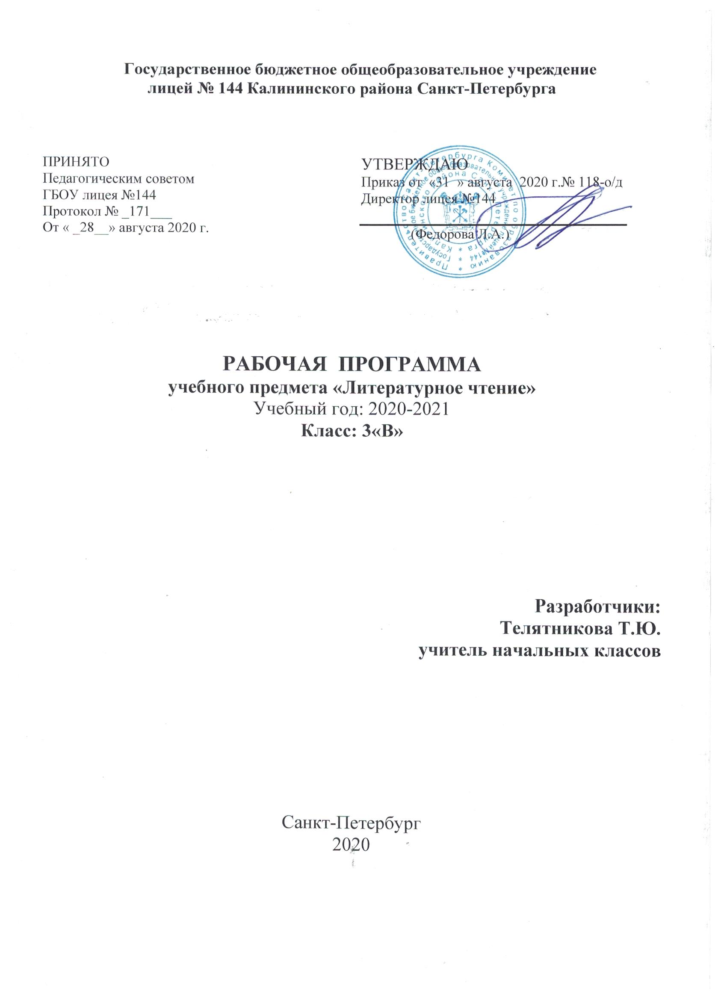 Государственное бюджетное общеобразовательное учреждение
лицей № 144 Калининского района Санкт-Петербурга
ПРИНЯТО
Педагогическим советом
ГБОУ лицея №144
Протокол № _171___
От « _28__» августа 2020 г.
УТВЕРЖДАЮ
Приказ от «31 » августа 2020 г.№ 118-о/д
Директор лицея №144
(Федорова Л.А.)
Правительство Санкт-Петербурга Комитет по образованию *
Государственное бюджетное общеобразовательное учреждение лицей №144 *
Калининского района Санкт-Петербурга *
РАБОЧАЯ ПРОГРАММА
учебного предмета «Литературное чтение»
Учебный год: 2020-2021
Класс: 3«В»
Разработчики:
Телятникова Т.Ю.
учитель начальных классов
Санкт-Петербург
2020